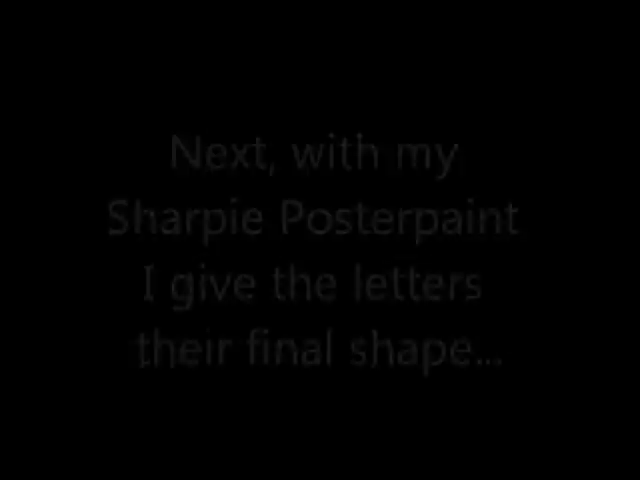 Next, with my
Sharpie Posterpaint
I give the letters
their final shape...